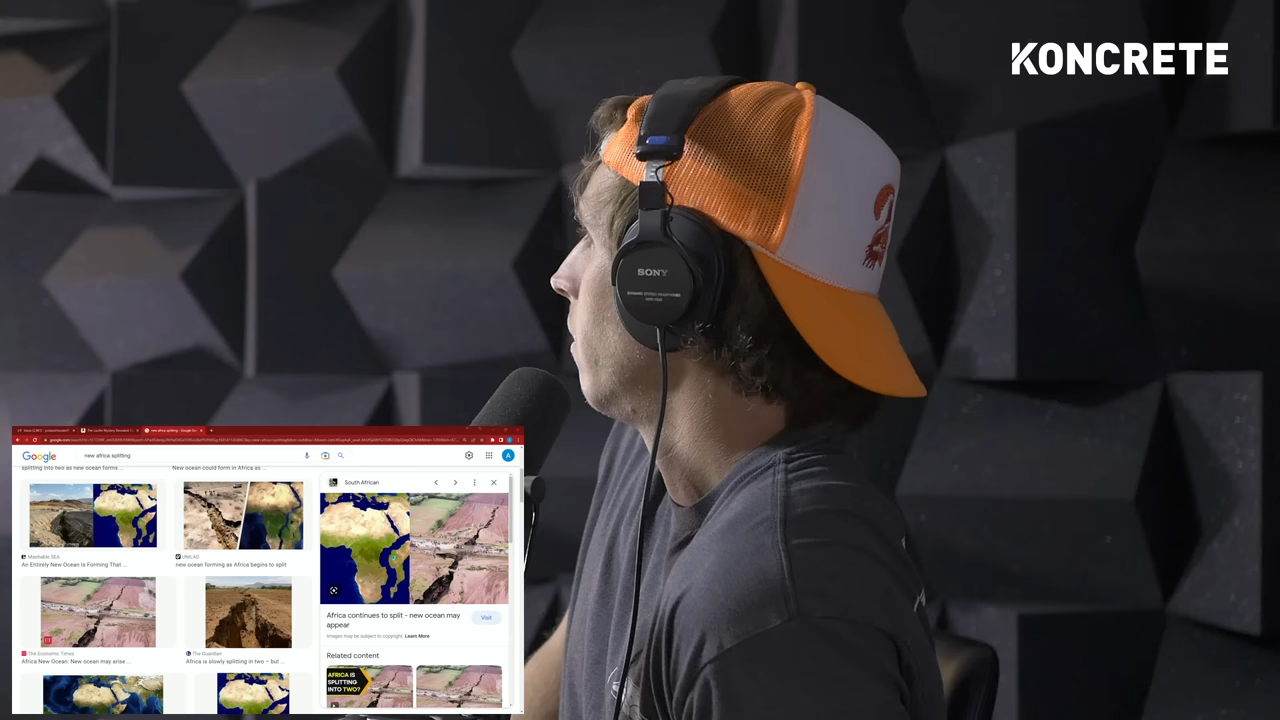 KONCRETE
SONY
Google
new africa splitting
splitting into two as new ocean forms ...
New ocean could form in Africa as ...
Mashable SEA
An Entirely New Ocean Is Forming That ...
UNILAD
new ocean forming as Africa begins to split
The Economic Times
Africa New Ocean: New ocean may arise ...
The Guardian
Africa is slowly splitting in two – but ...
South African
Africa continues to split - new ocean may
appear
Visit
Images may be subject to copyright. Learn More
Related content
AFRICA IS
SPLITTING
INTO TWO?
ET
A